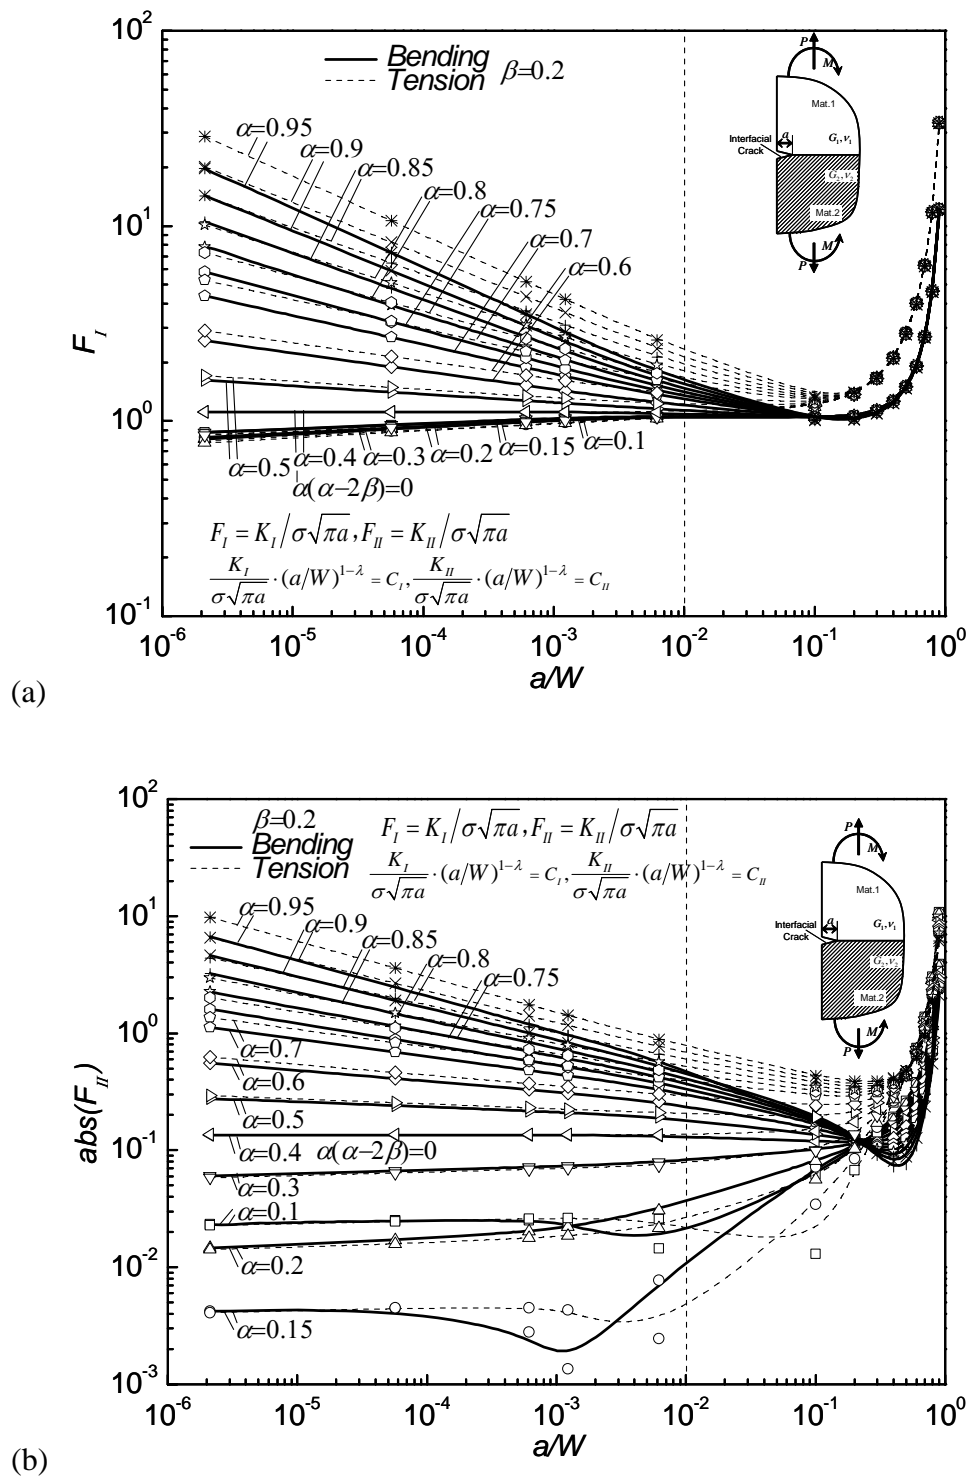 10^2
Bending
Tension
β=0.2
α=0.95
α=0.9
α=0.85
α=0.8
α=0.75
α=0.7
α=0.6
P
M
Mat.1
a
Interfacial
Crack
G₁,ν₁
G₂,ν₂
Mat.2
P
M
10^1
F_I
10^0
α=0.5
α=0.4
α=0.3
α=0.2
α=0.15
α=0.1
α(α−2β)=0
F_I = K_I/σ√πa, F_II = K_II/σ√πa
K_I/σ√πa · (a/W)^{1−λ} = C_I, K_II/σ√πa · (a/W)^{1−λ} = C_II
10^-1
10^-6 10^-5 10^-4 10^-3 10^-2 10^-1 10^0
a/W
(a)
10^2
β=0.2
Bending
Tension
F_I = K_I/σ√πa, F_II = K_II/σ√πa
K_I/σ√πa · (a/W)^{1−λ} = C_I, K_II/σ√πa · (a/W)^{1−λ} = C_II
P
M
Mat.1
a
Interfacial
Crack
G₁,ν₁
G₂,ν₂
Mat.2
P
M
10^1
α=0.95
α=0.9
α=0.85
α=0.8
α=0.75
10^0
α=0.7
α=0.6
abs(F_II)
α=0.5
10^-1
α=0.4
α(α−2β)=0
α=0.3
α=0.1
α=0.2
10^-2
α=0.15
10^-3
10^-6 10^-5 10^-4 10^-3 10^-2 10^-1 10^0
a/W
(b)